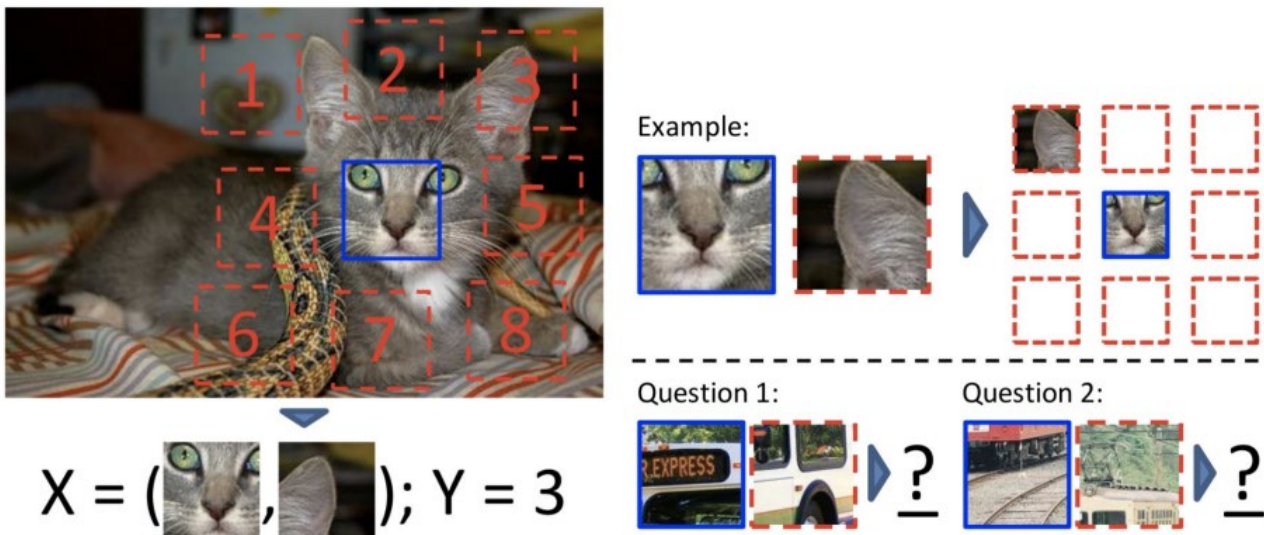 1 2 3
4 5
6 7 8
X = ( , ); Y = 3
Example:
Question 1:
R.EXPRESS
?
Question 2:
?